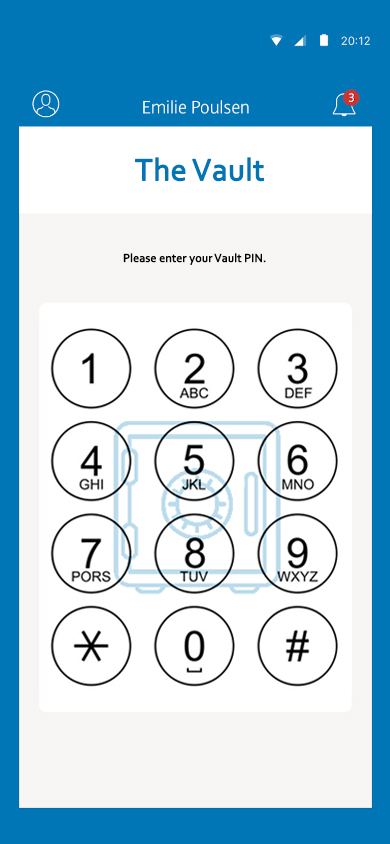 20:12
Emilie Poulsen
3
The Vault
Please enter your Vault PIN.
1 2 3
ABC DEF
4 5 6
GHI JKL MNO
7 8 9
PORS TUV WXYZ
* 0 #